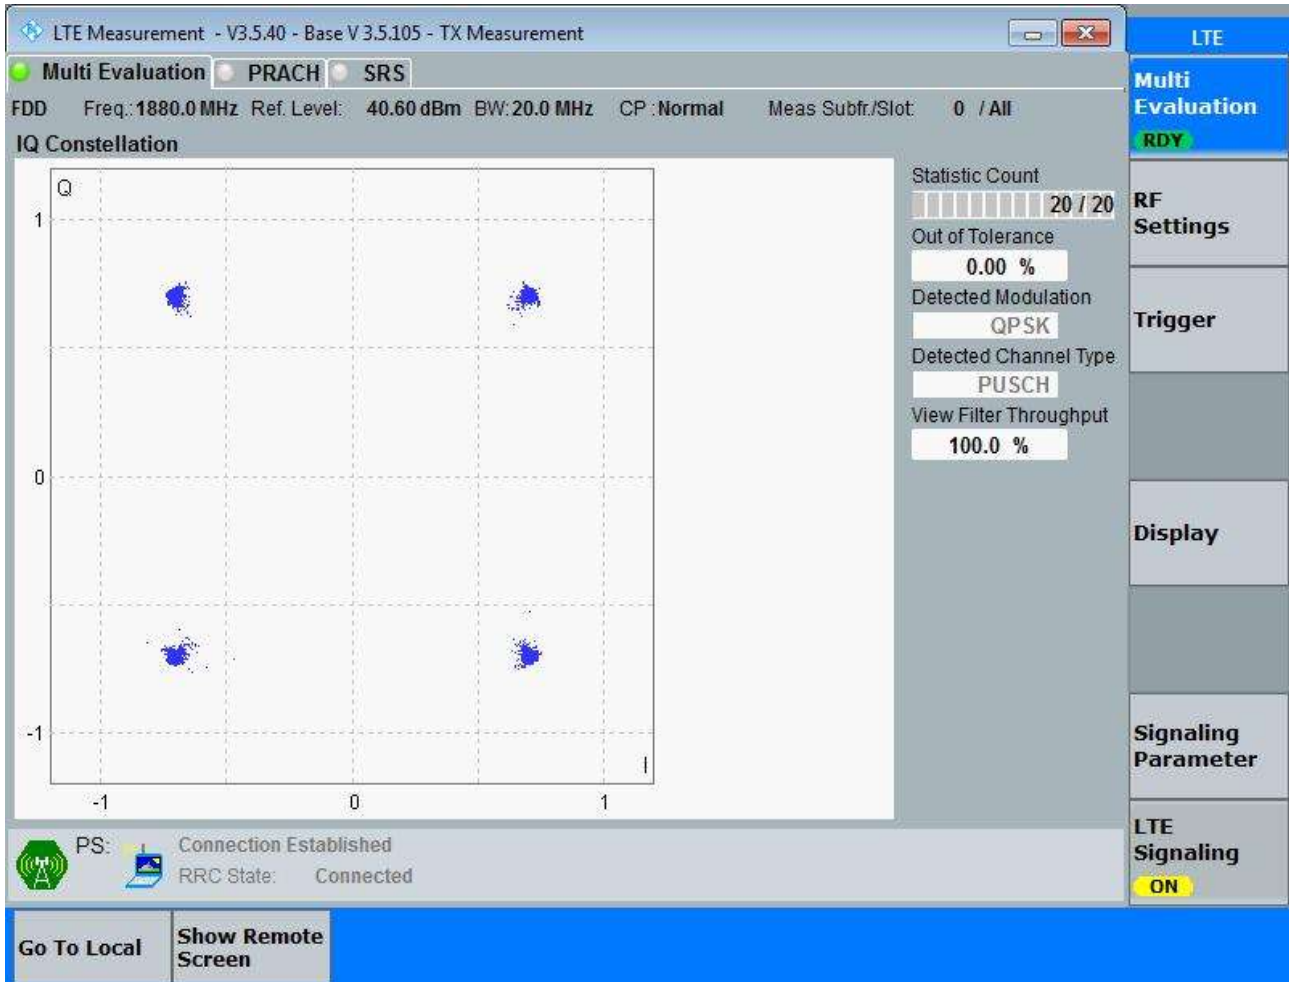 LTE Measurement - V3.5.40 - Base V 3.5.105 - TX Measurement
LTE
Multi Evaluation PRACH SRS
FDD Freq.: 1880.0 MHz Ref. Level: 40.60 dBm BW: 20.0 MHz CP : Normal Meas Subfr./Slot: 0 / All
IQ Constellation
Q
1
0
-1
I
-1 0 1
Statistic Count
20 / 20
Out of Tolerance
0.00 %
Detected Modulation
QPSK
Detected Channel Type
PUSCH
View Filter Throughput
100.0 %
Multi
Evaluation
RDY
RF
Settings
Trigger
Display
Signaling
Parameter
LTE
Signaling
ON
PS: Connection Established
RRC State: Connected
Go To Local
Show Remote
Screen